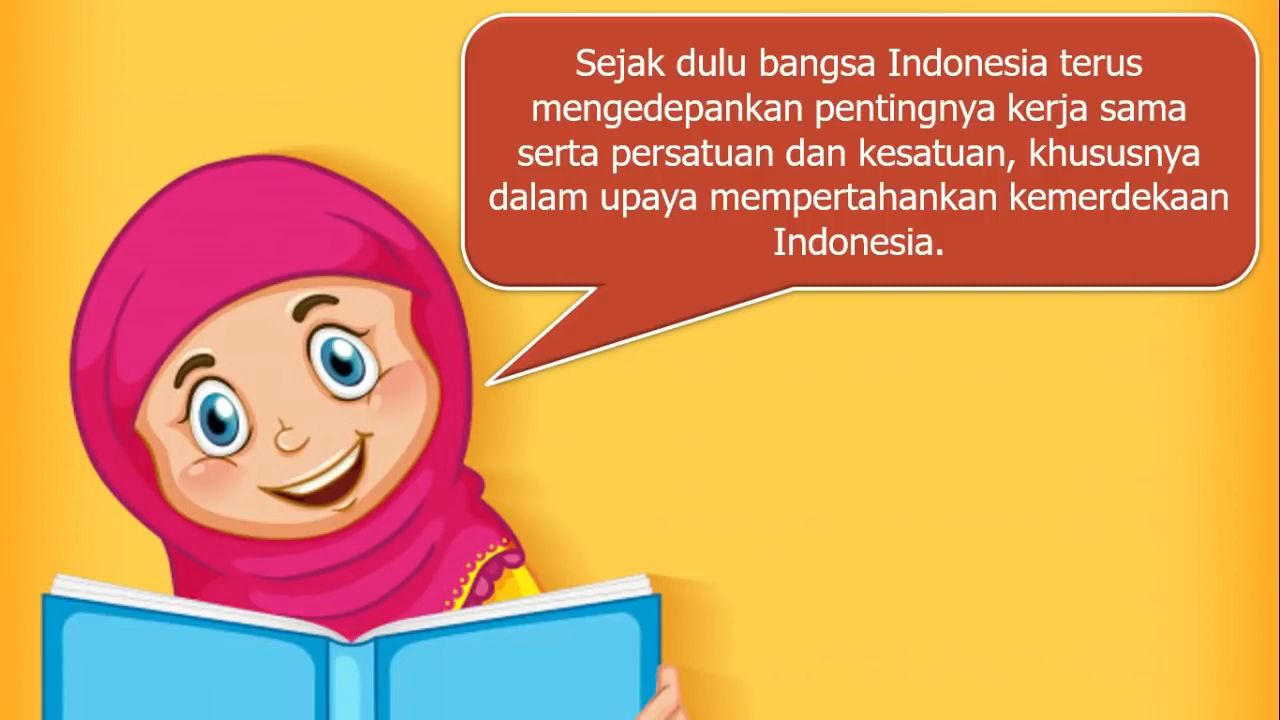 Sejak dulu bangsa Indonesia terus
mengedepankan pentingnya kerja sama
serta persatuan dan kesatuan, khususnya
dalam upaya mempertahankan kemerdekaan
Indonesia.